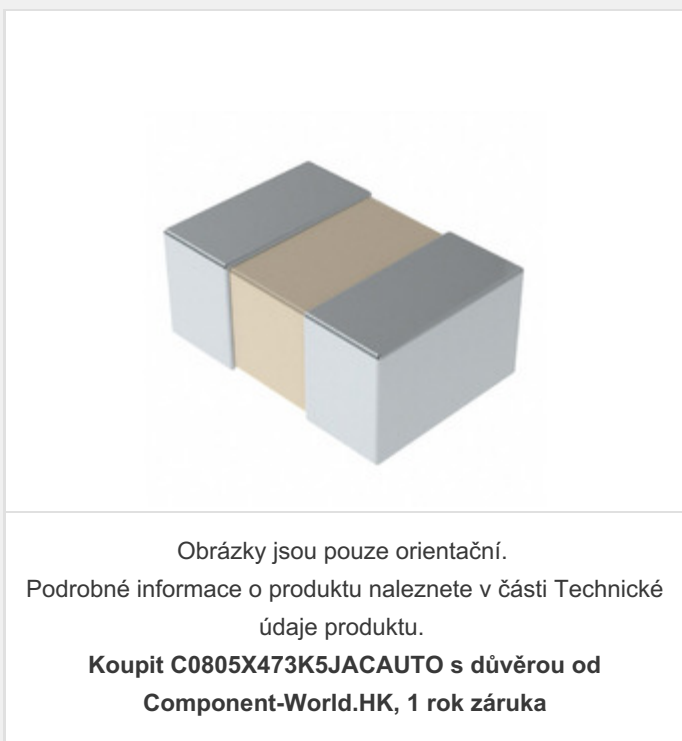 Obrázky jsou pouze orientační.
Podrobné informace o produktu naleznete v části Technické
údaje produktu.
Koupit C0805X473K5JACAUTO s důvěrou od
Component-World.HK, 1 rok záruka